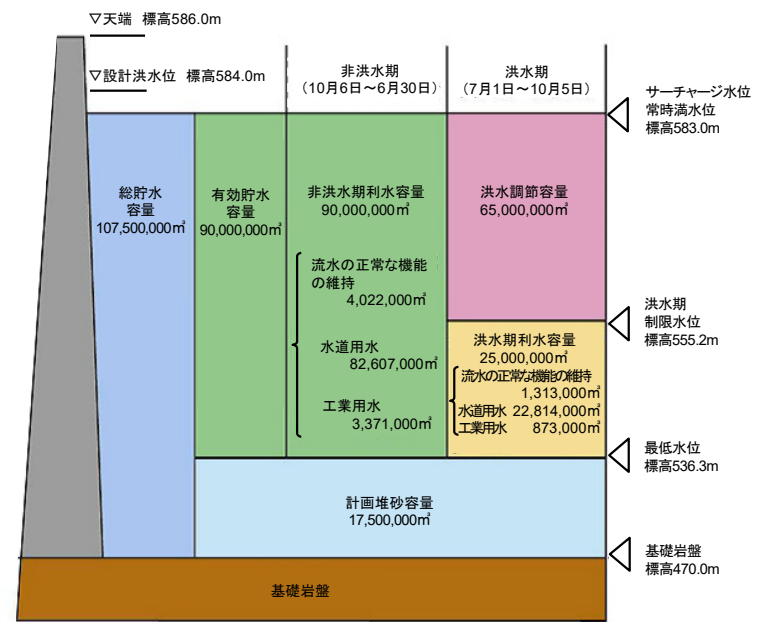 ▽天端 標高586.0m
▽設計洪水位 標高584.0m
非洪水期
(10月6日～6月30日)
洪水期
(7月1日～10月5日)
サーチャージ水位
常時満水位
標高583.0m
総貯水
容量
107,500,000㎥
有効貯水
容量
90,000,000㎥
非洪水期利水容量
90,000,000㎥
流水の正常な機能
の維持
4,022,000㎥
水道用水
82,607,000㎥
工業用水
3,371,000㎥
洪水調節容量
65,000,000㎥
洪水期
制限水位
標高555.2m
洪水期利水容量
25,000,000㎥
流水の正常な機能の維持
1,313,000㎥
水道用水 22,814,000㎥
工業用水 873,000㎥
最低水位
標高536.3m
計画堆砂容量
17,500,000㎥
基礎岩盤
標高470.0m
基礎岩盤